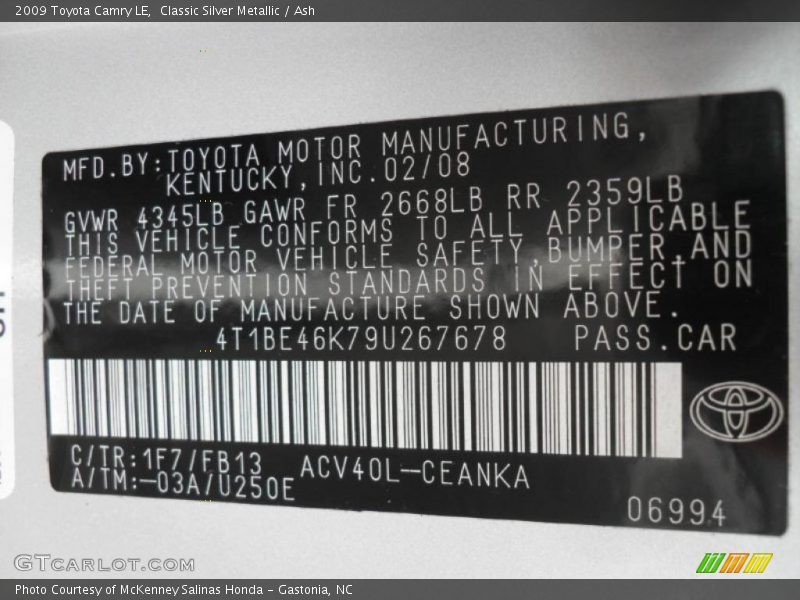 2009 Toyota Camry LE,  Classic Silver Metallic / Ash
MFD.BY:TOYOTA MOTOR MANUFACTURING,
KENTUCKY,INC.02/08
GVWR 4345LB GAWR FR 2668LB RR 2359LB
THIS VEHICLE CONFORMS TO ALL APPLICABLE
FEDERAL MOTOR VEHICLE SAFETY,BUMPER,AND
THEFT PREVENTION STANDARDS IN EFFECT ON
THE DATE OF MANUFACTURE SHOWN ABOVE.
4T1BE46K79U267678 PASS.CAR
C/TR:1F7/FB13 ACV40L-CEANKA
A/TM:-03A/U250E
06994
GTcarlot.com
Photo Courtesy of McKenney Salinas Honda - Gastonia, NC